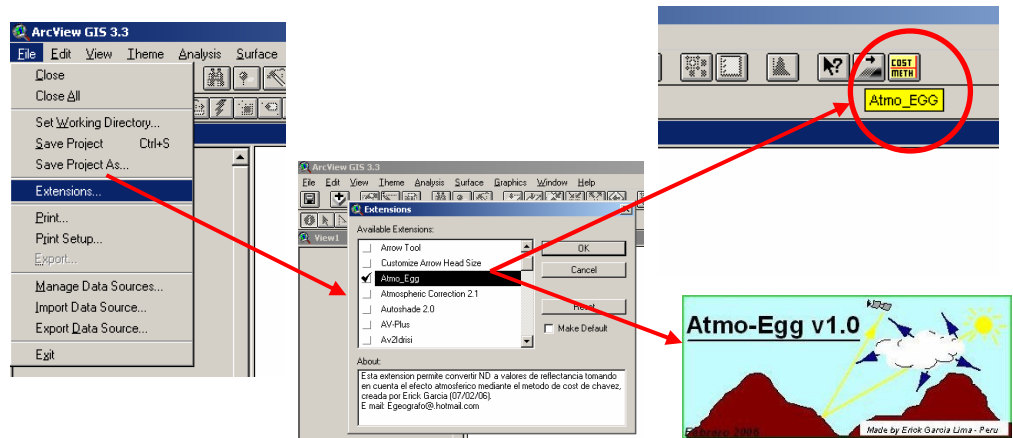 ArcView GIS 3.3
File Edit View Theme Analysis Surface
Close
Close All
Set Working Directory...
Save Project Ctrl+S
Save Project As...
Extensions...
Print...
Print Setup...
Export...
Manage Data Sources...
Import Data Source...
Export Data Source...
Exit
ArcView GIS 3.3
File Edit View Theme Analysis Surface Graphics Window Help
Extensions
View1
Available Extensions:
Arrow Tool
Customize Arrow Head Size
Atmo_Egg
Atmospheric Correction 2.1
Autoshade 2.0
AV-Plus
Av2Idrisi
OK
Cancel
Reset
Make Default
About:
Esta extension permite convertir ND a valores de reflectancia tomando
en cuenta el efecto atmosferico mediante el metodo de cost de chavez,
creada por Erick Garcia (07/02/06).
E mail: Egeografo@.hotmail.com
COST
METH
Atmo_EGG
Atmo-Egg v1.0
Febrero 2006
Made by Erick Garcia Lima - Peru